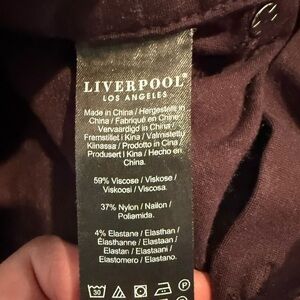 LIVERPOOL
LOS ANGELES
Made in China / Hergestellt in
China / Fabriqué en Chine
Vervaardigd in China /
Fremstillet i Kina / Valmistettu
Kiinassa / Prodotto in Cina /
Produsert i Kina / Hecho en
China.
59% Viscose / Viskose /
Viskoosi / Viscosa.
37% Nylon / Nailon /
Poliamida.
4% Elastane / Elasthan /
Élasthanne / Elastaan /
Elastan / Elastaani /
Elastomero / Elastano.
30
P